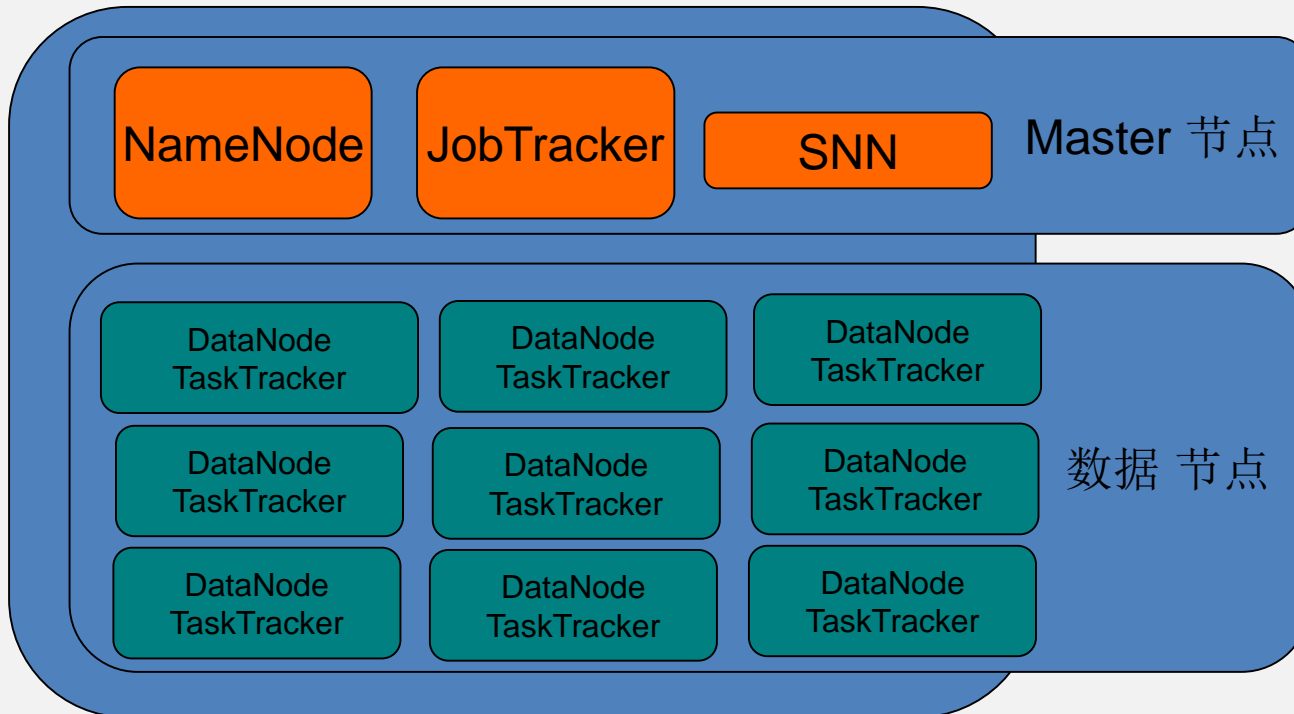 NameNode
JobTracker
SNN
Master 节点
DataNode
TaskTracker
DataNode
TaskTracker
DataNode
TaskTracker
DataNode
TaskTracker
DataNode
TaskTracker
DataNode
TaskTracker
数据 节点
DataNode
TaskTracker
DataNode
TaskTracker
DataNode
TaskTracker